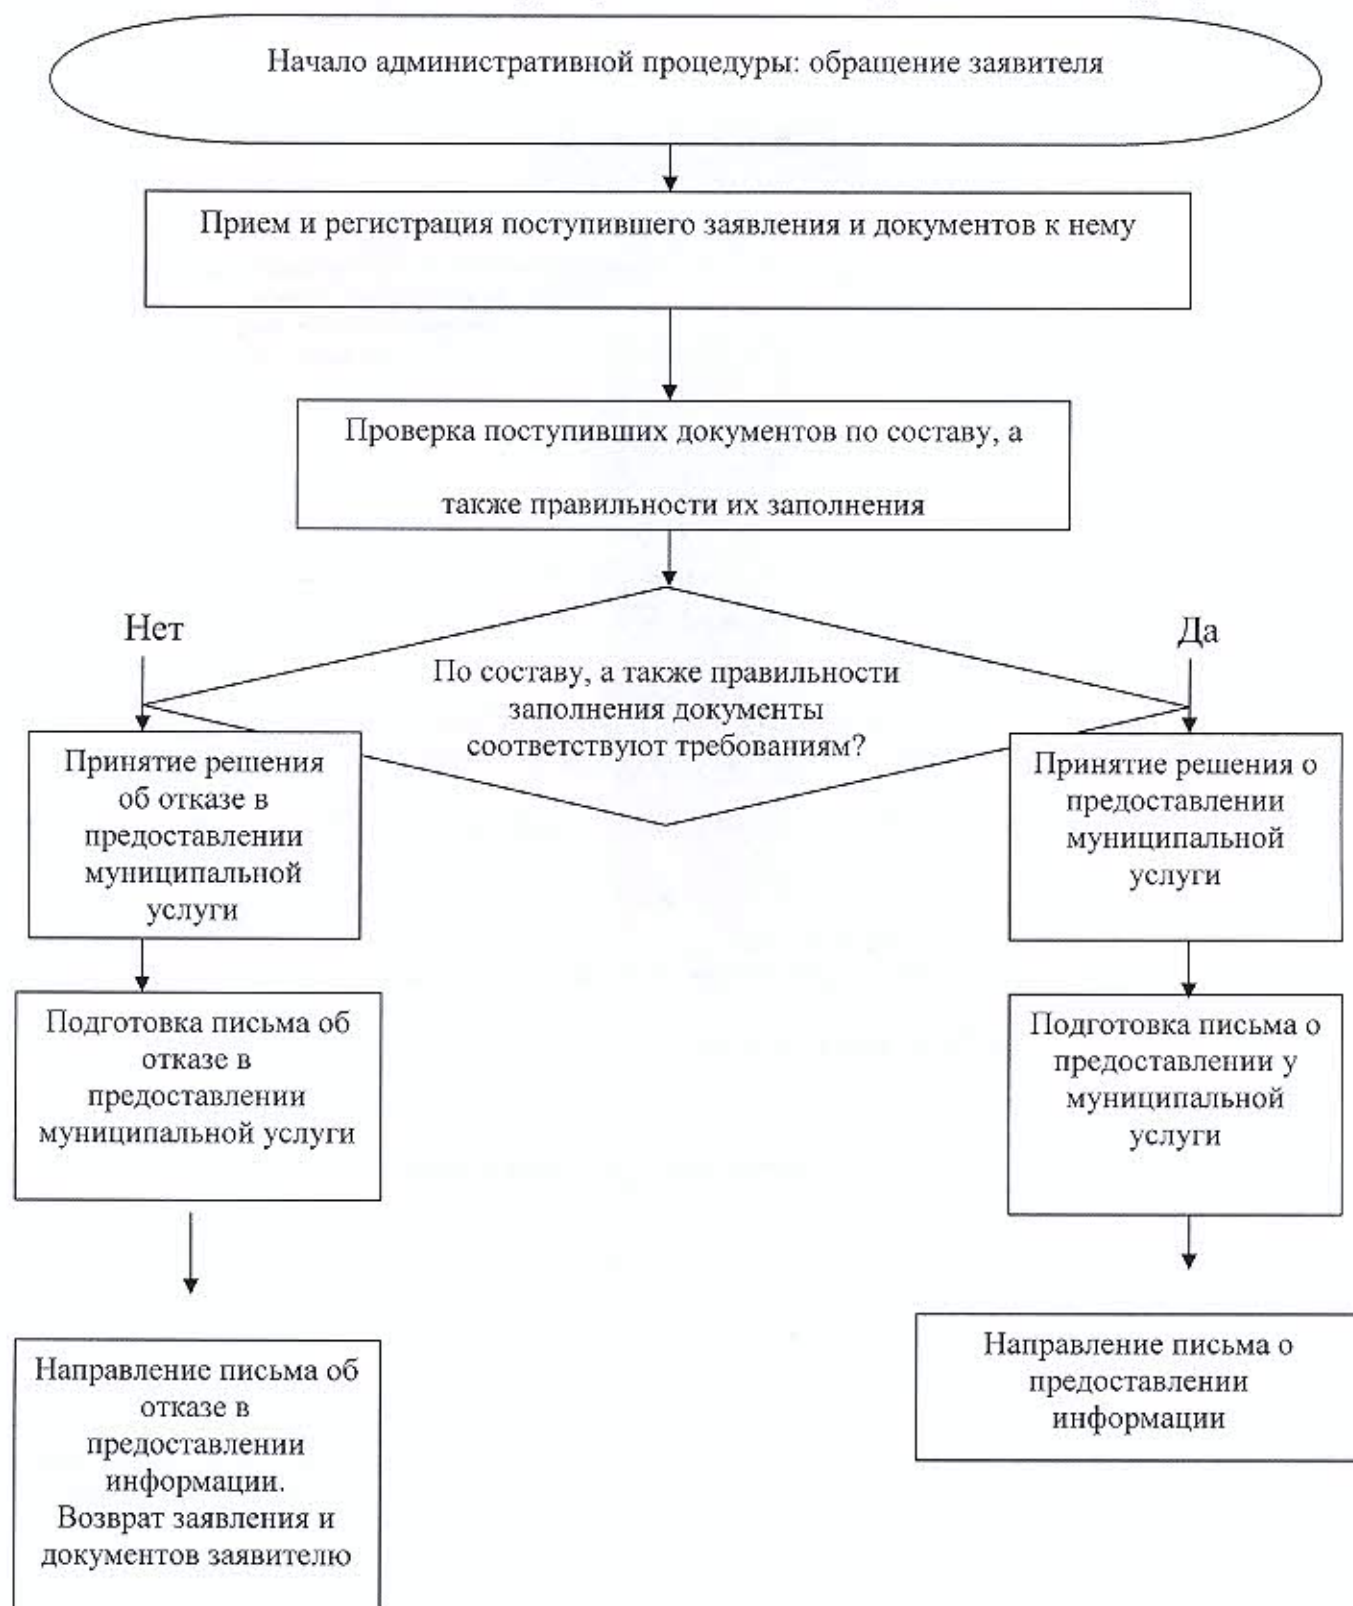 Начало административной процедуры: обращение заявителя
Прием и регистрация поступившего заявления и документов к нему
Проверка поступивших документов по составу, а
также правильности их заполнения
Нет
Да
По составу, а также правильности
заполнения документы
соответствуют требованиям?
Принятие решения
об отказе в
предоставлении
муниципальной
услуги
Принятие решения о
предоставлении
муниципальной
услуги
Подготовка письма об
отказе в
предоставлении
муниципальной услуги
Подготовка письма о
предоставлении у
муниципальной
услуги
Направление письма об
отказе в
предоставлении
информации.
Возврат заявления и
документов заявителю
Направление письма о
предоставлении
информации